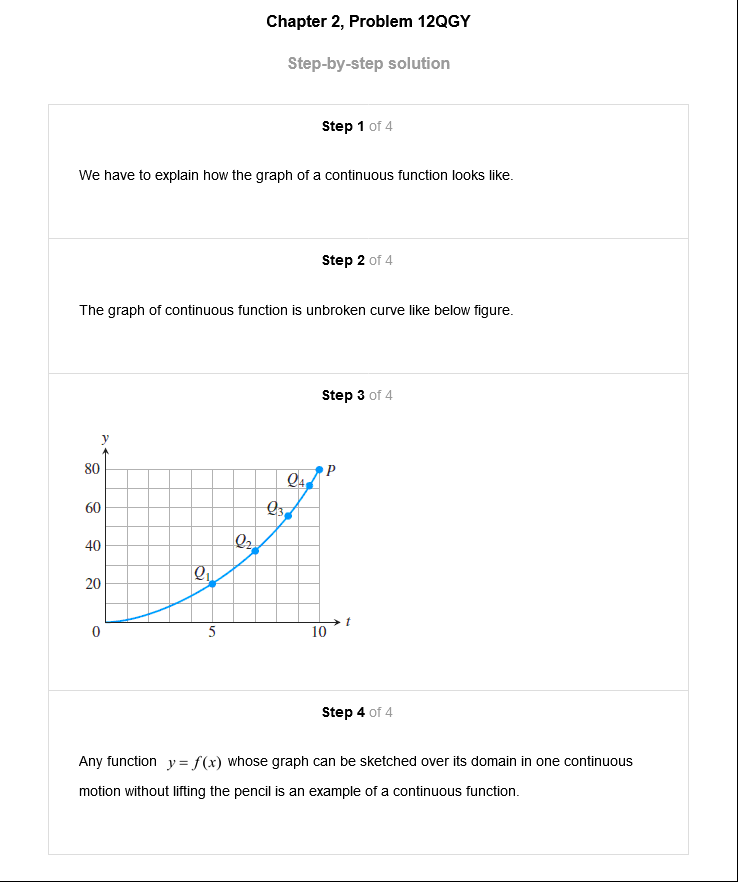 Chapter 2, Problem 12QGY
Step-by-step solution
Step 1 of 4
We have to explain how the graph of a continuous function looks like.
Step 2 of 4
The graph of continuous function is unbroken curve like below figure.
Step 3 of 4
y
80
P
Q4
60
Q3
40
Q2
20
Q1
0
5
10
t
Step 4 of 4
Any function y = f(x) whose graph can be sketched over its domain in one continuous
motion without lifting the pencil is an example of a continuous function.